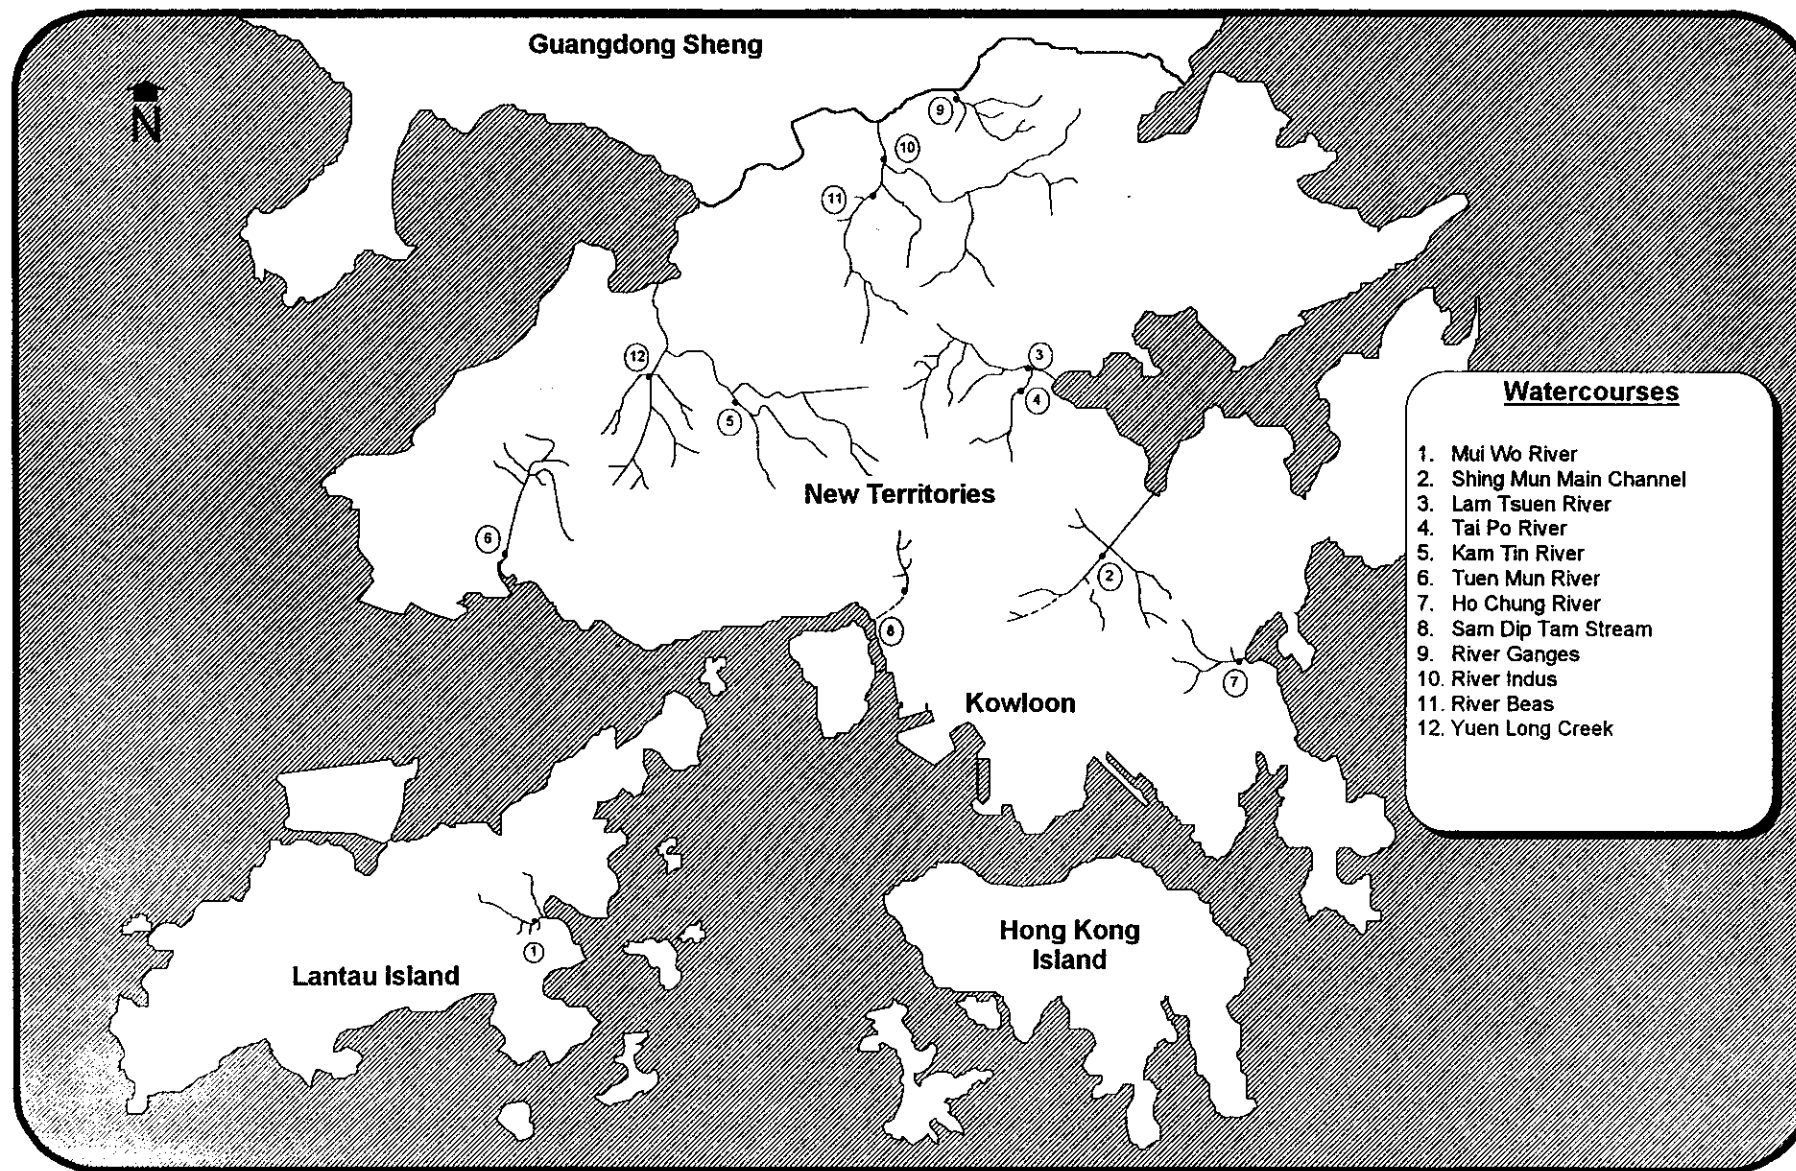 Guangdong Sheng
N
9
10
11
12
3
4
5
New Territories
6
2
8
7
Kowloon
1
Lantau Island
Hong Kong
Island
Watercourses
1. Mui Wo River
2. Shing Mun Main Channel
3. Lam Tsuen River
4. Tai Po River
5. Kam Tin River
6. Tuen Mun River
7. Ho Chung River
8. Sam Dip Tam Stream
9. River Ganges
10. River Indus
11. River Beas
12. Yuen Long Creek